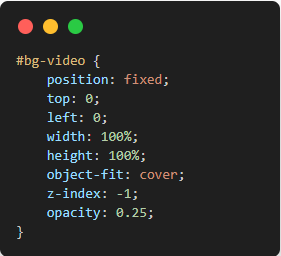 #bg-video {
    position: fixed;
    top: 0;
    left: 0;
    width: 100%;
    height: 100%;
    object-fit: cover;
    z-index: -1;
    opacity: 0.25;
}